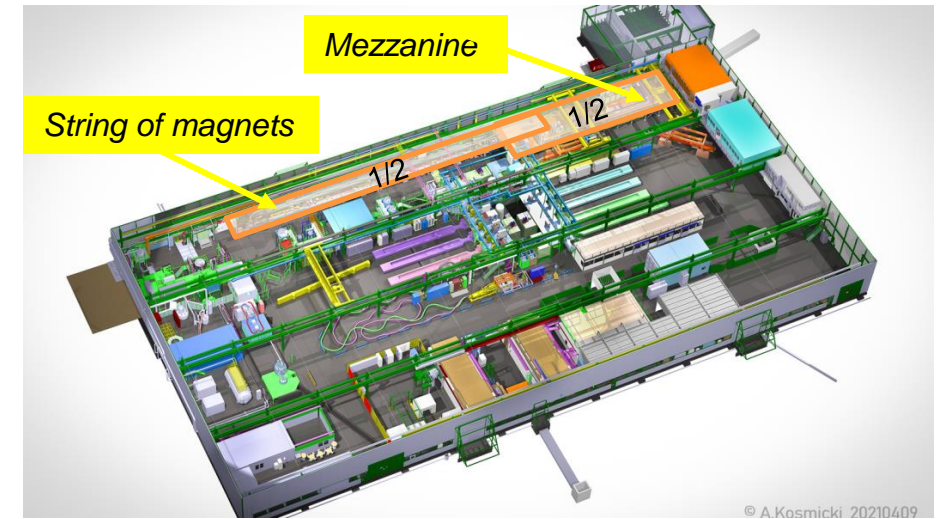 Mezzanine
String of magnets
1/2
1/2
© A.Kosmicki 20210409